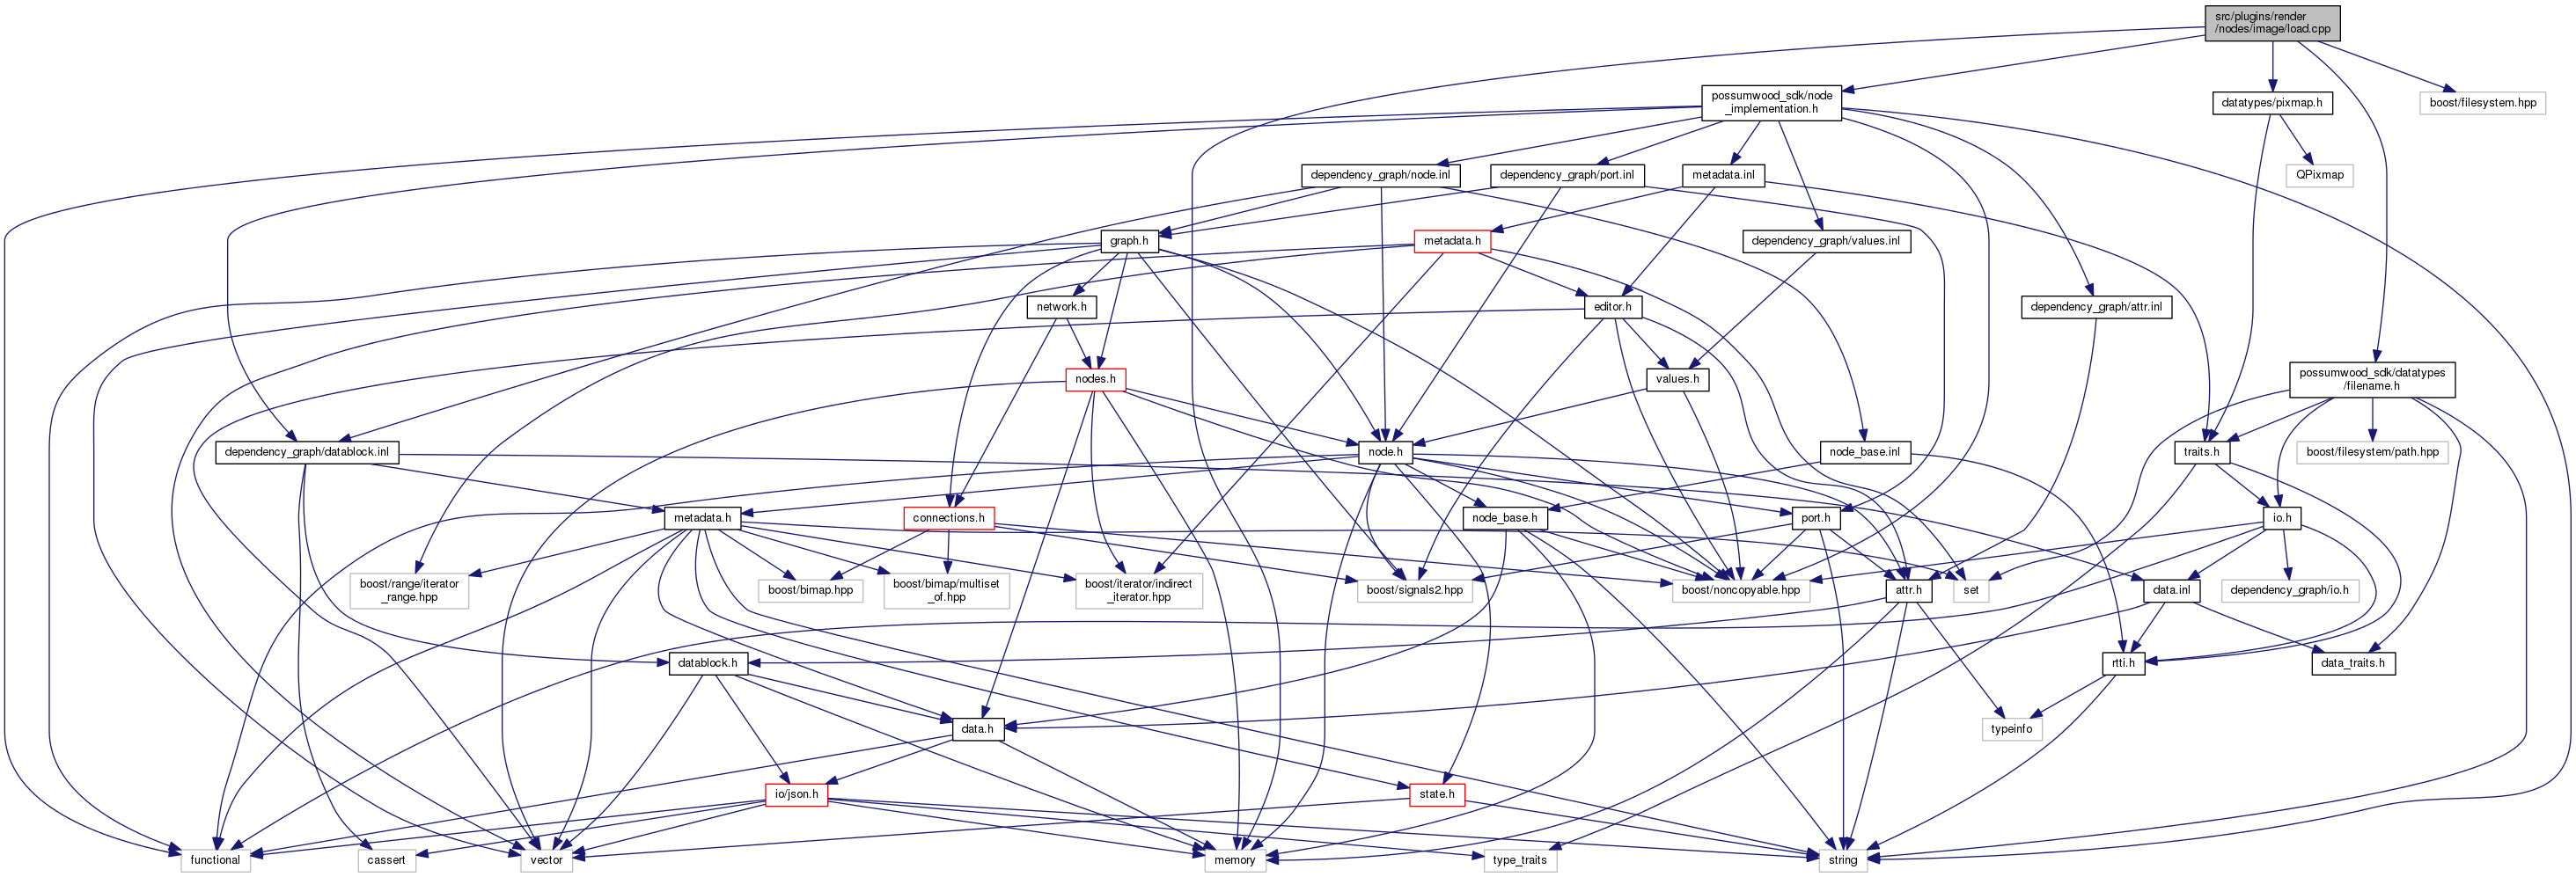 src/plugins/render
/nodes/image/load.cpp
possumwood_sdk/node
_implementation.h
datatypes/pixmap.h
boost/filesystem.hpp
dependency_graph/node.inl
dependency_graph/port.inl
metadata.inl
QPixmap
graph.h
metadata.h
dependency_graph/values.inl
network.h
editor.h
dependency_graph/attr.inl
nodes.h
values.h
possumwood_sdk/datatypes
/filename.h
dependency_graph/datablock.inl
node.h
node_base.inl
traits.h
boost/filesystem/path.hpp
metadata.h
connections.h
node_base.h
port.h
io.h
boost/range/iterator
_range.hpp
boost/bimap.hpp
boost/bimap/multiset
_of.hpp
boost/iterator/indirect
_iterator.hpp
boost/signals2.hpp
boost/noncopyable.hpp
attr.h
set
data.inl
dependency_graph/io.h
datablock.h
rtti.h
data_traits.h
data.h
typeinfo
io/json.h
state.h
functional
cassert
vector
memory
type_traits
string